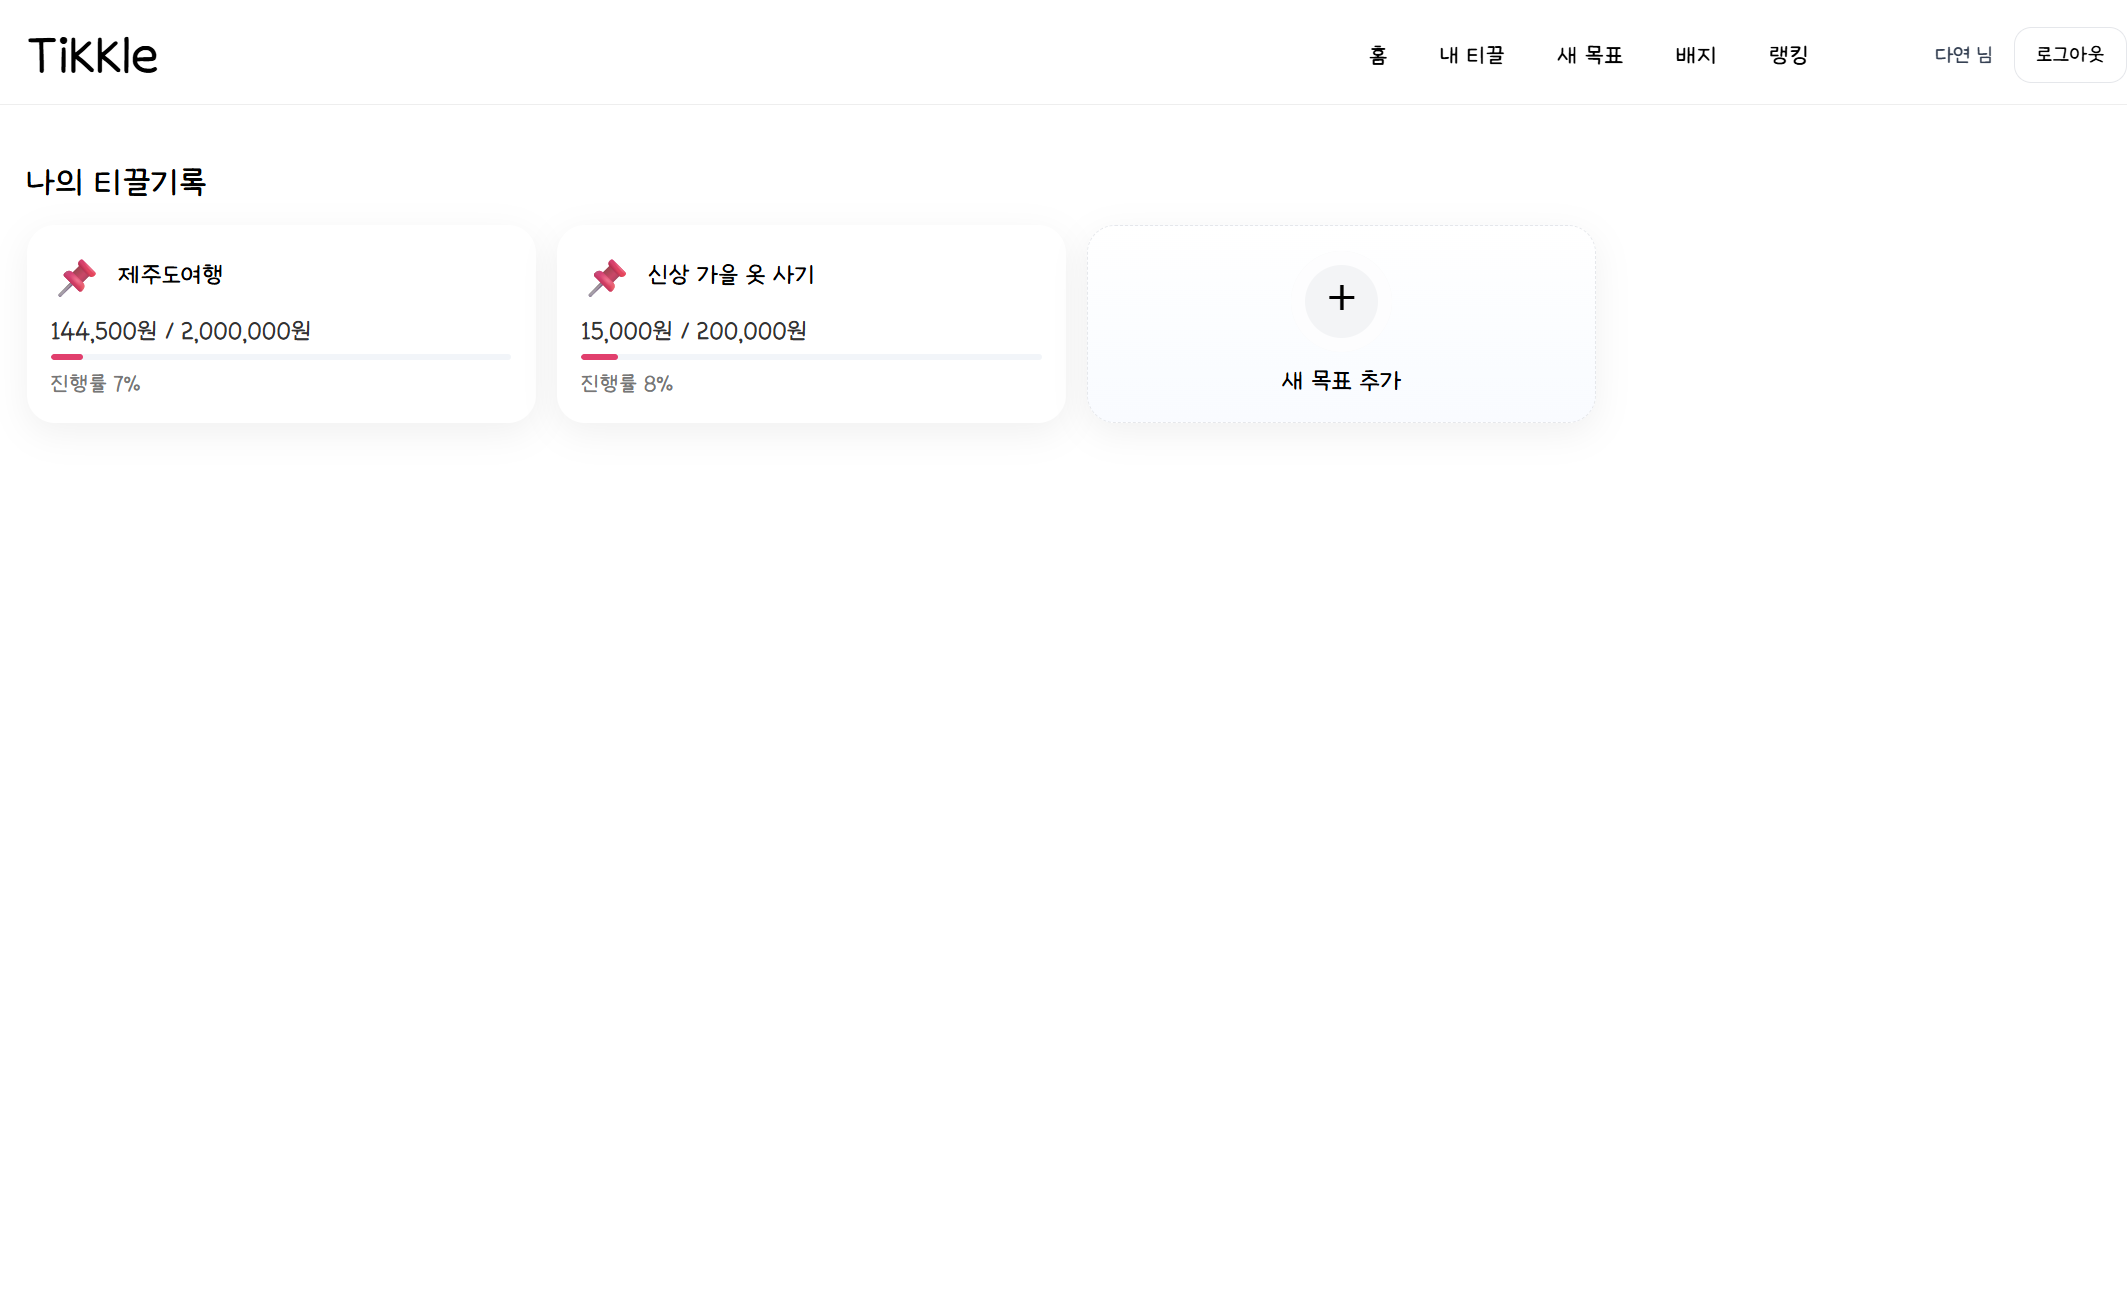 TiKKle
홈 내 티끌 새 목표 배지 랭킹 다연 님 로그아웃
나의 티끌기록
제주도여행
144,500원 / 2,000,000원
진행률 7%
신상 가을 옷 사기
15,000원 / 200,000원
진행률 8%
+
새 목표 추가